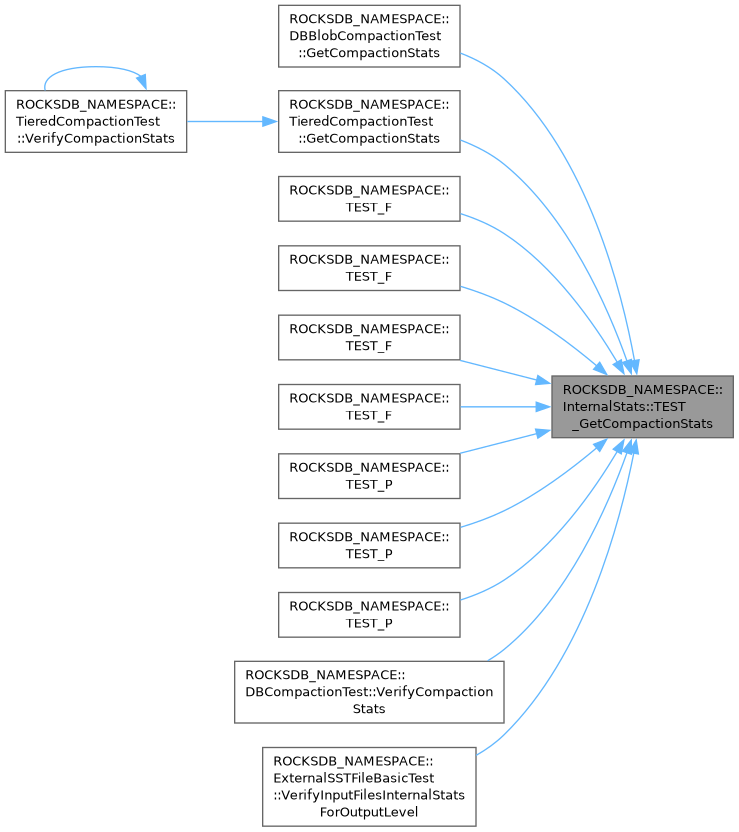 ROCKSDB_NAMESPACE::
DBBlobCompactionTest
::GetCompactionStats
ROCKSDB_NAMESPACE::
TieredCompactionTest
::VerifyCompactionStats
ROCKSDB_NAMESPACE::
TieredCompactionTest
::GetCompactionStats
ROCKSDB_NAMESPACE::
TEST_F
ROCKSDB_NAMESPACE::
TEST_F
ROCKSDB_NAMESPACE::
TEST_F
ROCKSDB_NAMESPACE::
TEST_F
ROCKSDB_NAMESPACE::
InternalStats::TEST
_GetCompactionStats
ROCKSDB_NAMESPACE::
TEST_P
ROCKSDB_NAMESPACE::
TEST_P
ROCKSDB_NAMESPACE::
TEST_P
ROCKSDB_NAMESPACE::
DBCompactionTest::VerifyCompaction
Stats
ROCKSDB_NAMESPACE::
ExternalSSTFileBasicTest
::VerifyInputFilesInternalStats
ForOutputLevel